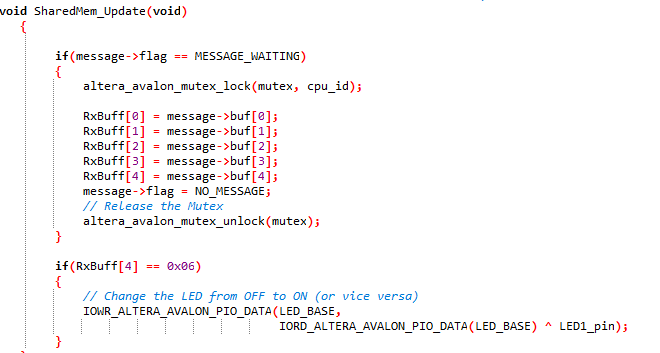 void SharedMem_Update(void)
{
if(message->flag == MESSAGE_WAITING)
{
altera_avalon_mutex_lock(mutex, cpu_id);
RxBuff[0] = message->buf[0];
RxBuff[1] = message->buf[1];
RxBuff[2] = message->buf[2];
RxBuff[3] = message->buf[3];
RxBuff[4] = message->buf[4];
message->flag = NO_MESSAGE;
// Release the Mutex
altera_avalon_mutex_unlock(mutex);
}
if(RxBuff[4] == 0x06)
{
// Change the LED from OFF to ON (or vice versa)
IOWR_ALTERA_AVALON_PIO_DATA(LED_BASE,
IORD_ALTERA_AVALON_PIO_DATA(LED_BASE) ^ LED1_pin);
}